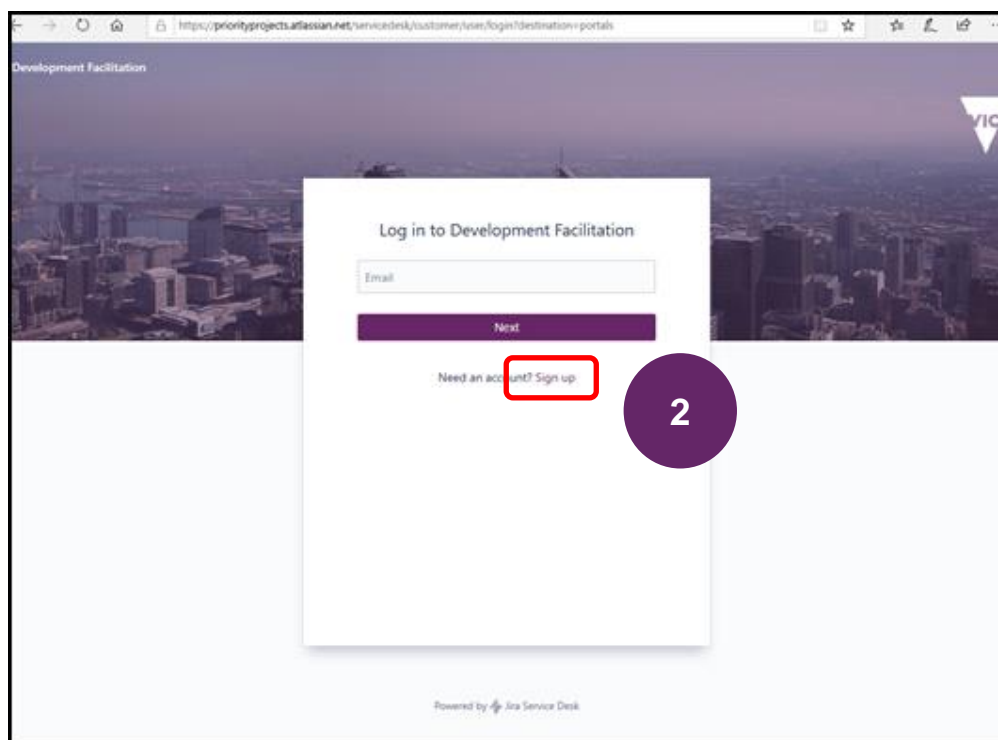 https://priorityprojects.atlassian.net/servicedesk/customer/user/login?destination=portals
Development Facilitation
VIC
Log in to Development Facilitation
Email
Next
Need an account? Sign up
2
Powered by Jira Service Desk